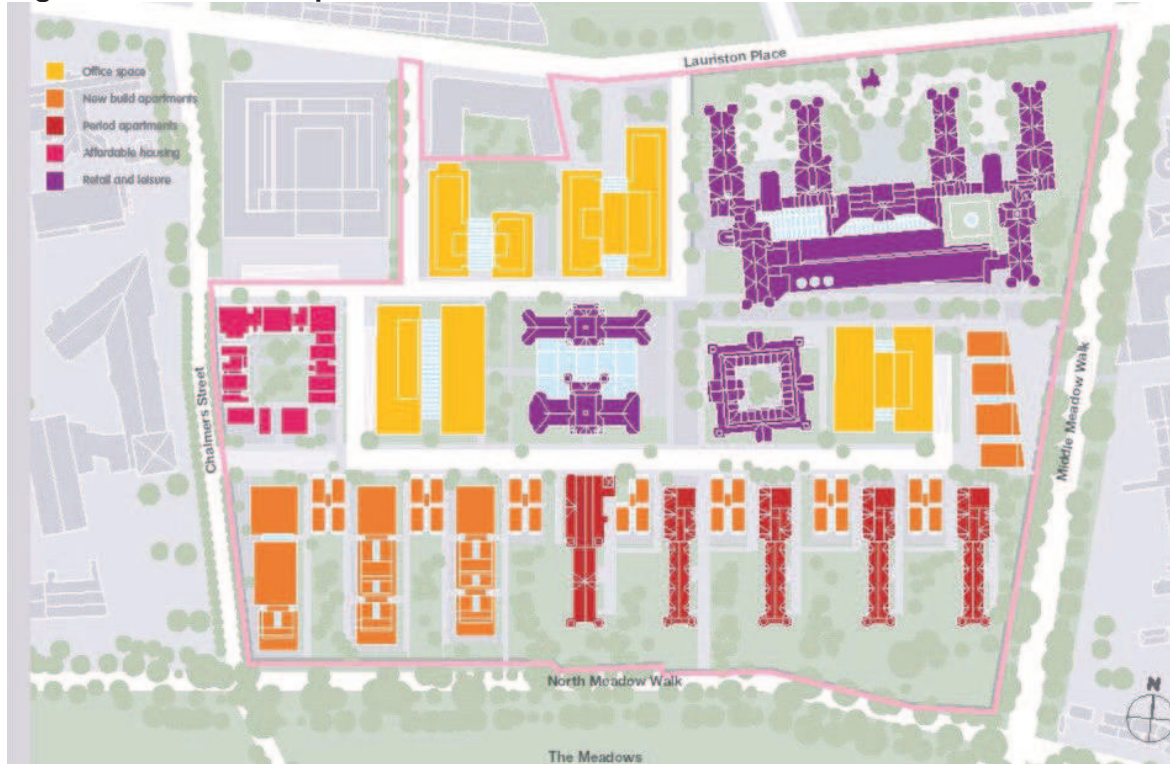 Office space
New build apartments
Period apartments
Affordable housing
Retail and leisure
Lauriston Place
Chalmers Street
Middle Meadow Walk
North Meadow Walk
The Meadows
N